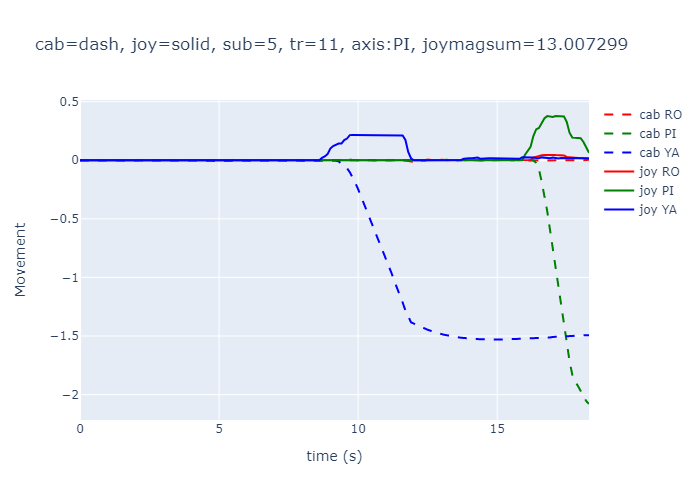 cab=dash, joy=solid, sub=5, tr=11, axis:PI, joymagsum=13.007299
0.5
0
−0.5
−1
−1.5
−2
Movement
0
5
10
15
time (s)
cab RO
cab PI
cab YA
joy RO
joy PI
joy YA